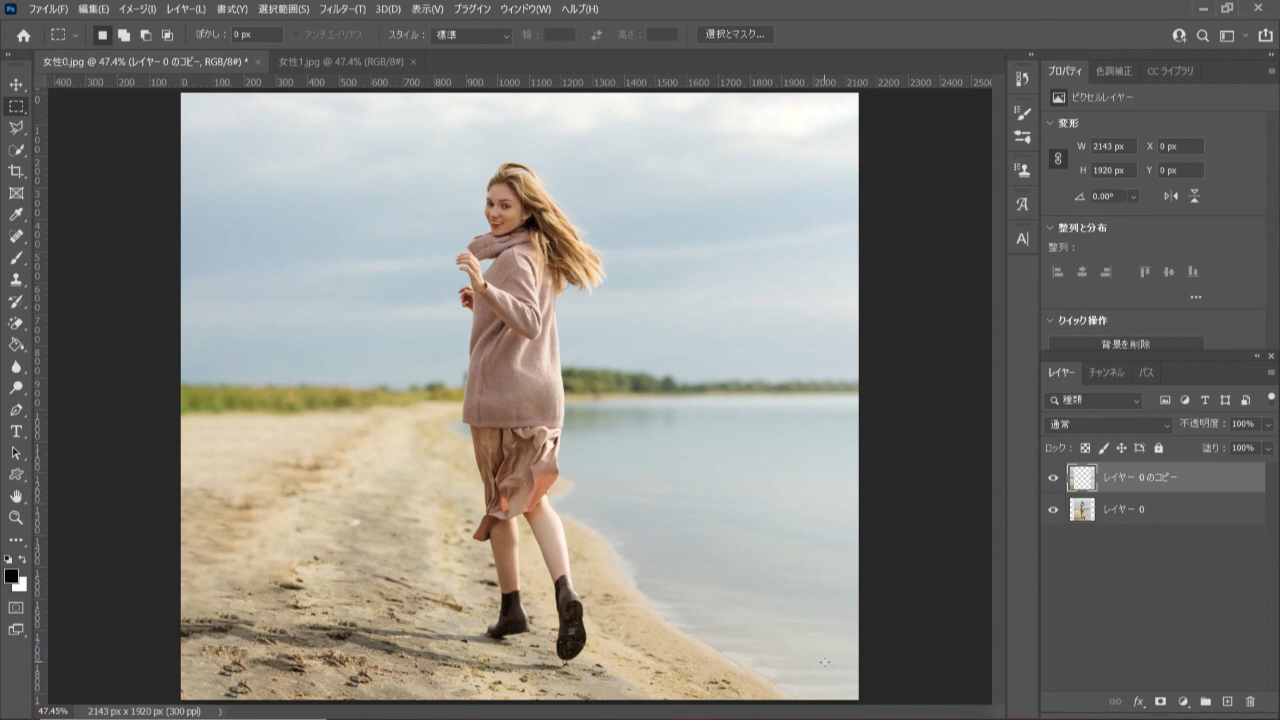 Ps ファイル(F) 編集(E) イメージ(I) レイヤー(L) 書式(Y) 選択範囲(S) フィルター(T) 3D(D) 表示(V) プラグイン ウィンドウ(W) ヘルプ(H)
ぼかし: 0 px アンチエイリアス スタイル: 標準 幅: 高さ: 選択とマスク...
女性0.jpg @ 47.4% (レイヤー 0 のコピー, RGB/8#) * × 女性1.jpg @ 47.4% (RGB/8#) ×
400 300 200 100 0 100 200 300 400 500 600 700 800 900 1000 1100 1200 1300 1400 1500 1600 1700 1800 1900 2000 2100 2200 2300 2400 2500
プロパティ 色調補正 CC ライブラリ
ピクセルレイヤー
変形
W 2143 px X 0 px
H 1920 px Y 0 px
0.00°
整列と分布
整列:
クイック操作
背景を削除
レイヤー チャンネル パス
種類
通常 不透明度: 100%
ロック: 塗り: 100%
レイヤー 0 のコピー
レイヤー 0
47.45% 2143 px x 1920 px (300 ppi)